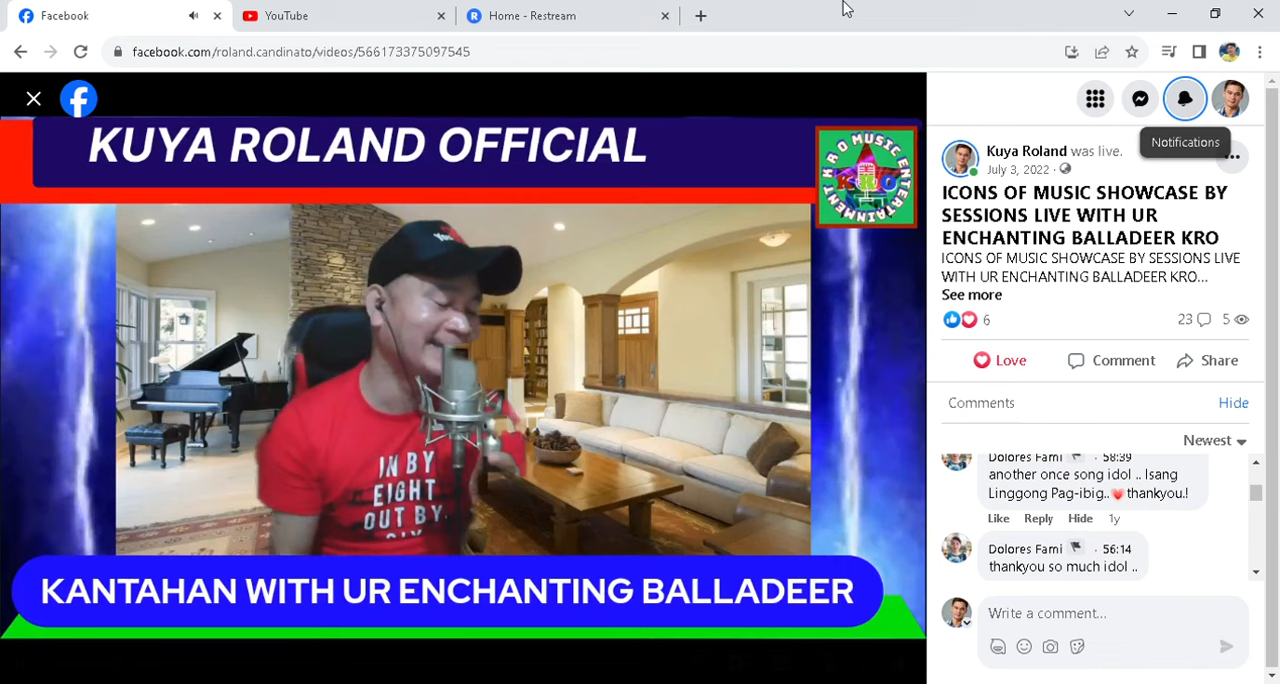 Facebook
YouTube
Home - Restream
facebook.com/roland.candinato/videos/566173375097545
KUYA ROLAND OFFICIAL
KRO MUSIC ENTERTAINMENT
KRO
IN BY
EIGHT
OUT BY
KANTAHAN WITH UR ENCHANTING BALLADEER
Notifications
Kuya Roland was live.
July 3, 2022 ·
ICONS OF MUSIC SHOWCASE BY
SESSIONS LIVE WITH UR
ENCHANTING BALLADEER KRO
ICONS OF MUSIC SHOWCASE BY SESSIONS LIVE
WITH UR ENCHANTING BALLADEER KRO...
See more
6
23 5
Love Comment Share
Comments Hide
Newest
Dolores Fami · 58:39
another once song idol .. Isang
Linggong Pag-ibig..❤thankyou.!
Like Reply Hide 1y
Dolores Fami · 56:14
thankyou so much idol ..
Write a comment...